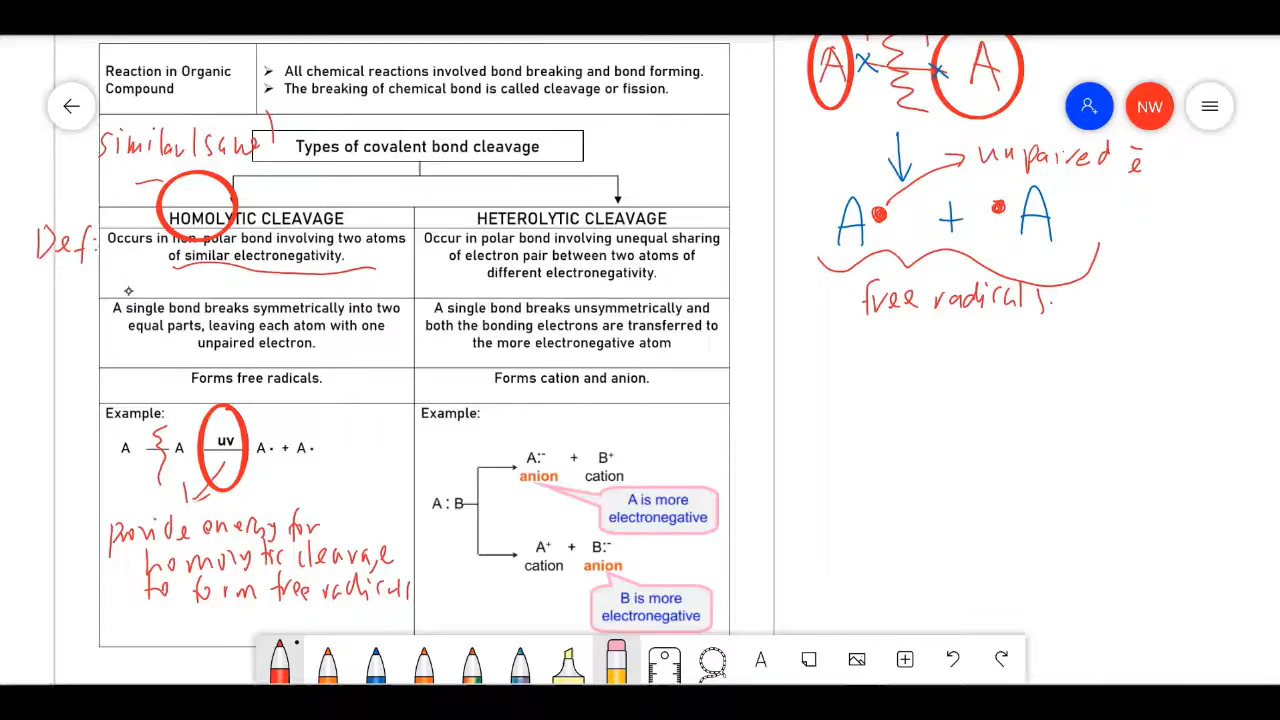 Reaction in Organic
Compound
➢ All chemical reactions involved bond breaking and bond forming.
➢ The breaking of chemical bond is called cleavage or fission.
similar/same
Types of covalent bond cleavage
HOMOLYTIC CLEAVAGE
HETEROLYTIC CLEAVAGE
Def:
Occurs in non-polar bond involving two atoms
of similar electronegativity.
Occur in polar bond involving unequal sharing
of electron pair between two atoms of
different electronegativity.
A single bond breaks symmetrically into two
equal parts, leaving each atom with one
unpaired electron.
A single bond breaks unsymmetrically and
both the bonding electrons are transferred to
the more electronegative atom
Forms free radicals.
Forms cation and anion.
Example:
A — A uv A• + A•
provide energy for
homolytic cleavage
to form free radicals
Example:
A : B
A:⁻ + B⁺
anion cation
A is more
electronegative
A⁺ + B:⁻
cation anion
B is more
electronegative
A x x A
NW
unpaired ē
A• + •A
free radicals.
A